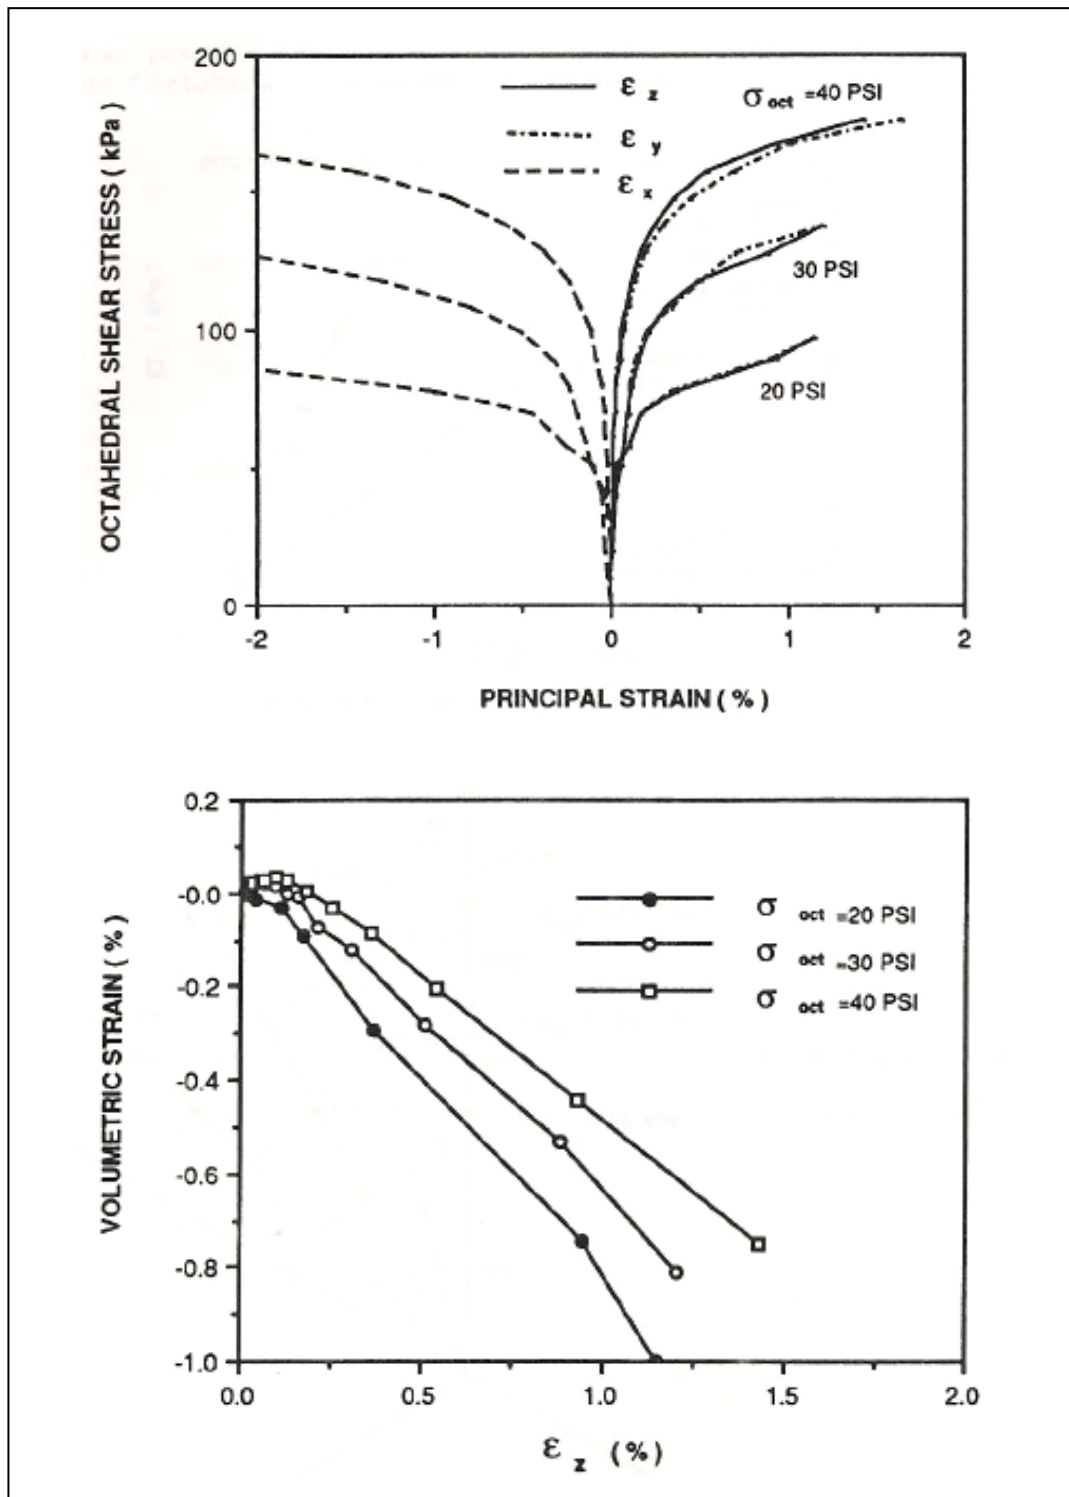 200
100
0
OCTAHEDRAL SHEAR STRESS ( kPa )
ε z
ε y
ε x
σ oct =40 PSI
30 PSI
20 PSI
-2 -1 0 1 2
PRINCIPAL STRAIN ( % )
0.2
-0.0
-0.2
-0.4
-0.6
-0.8
-1.0
VOLUMETRIC STRAIN ( % )
σ oct =20 PSI
σ oct =30 PSI
σ oct =40 PSI
0.0 0.5 1.0 1.5 2.0
ε z ( % )